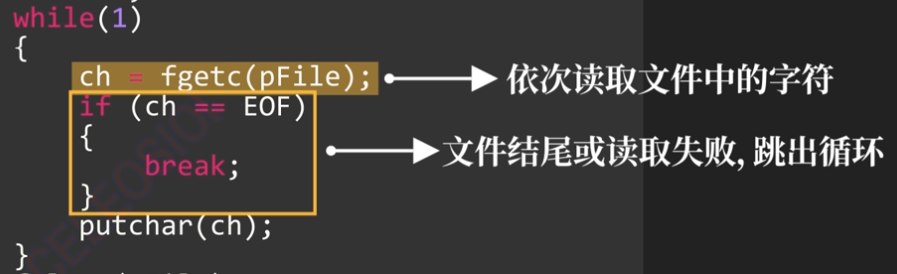 while(1)
{
ch = fgetc(pFile);
依次读取文件中的字符
if (ch == EOF)
{
break;
文件结尾或读取失败, 跳出循环
}
putchar(ch);
}